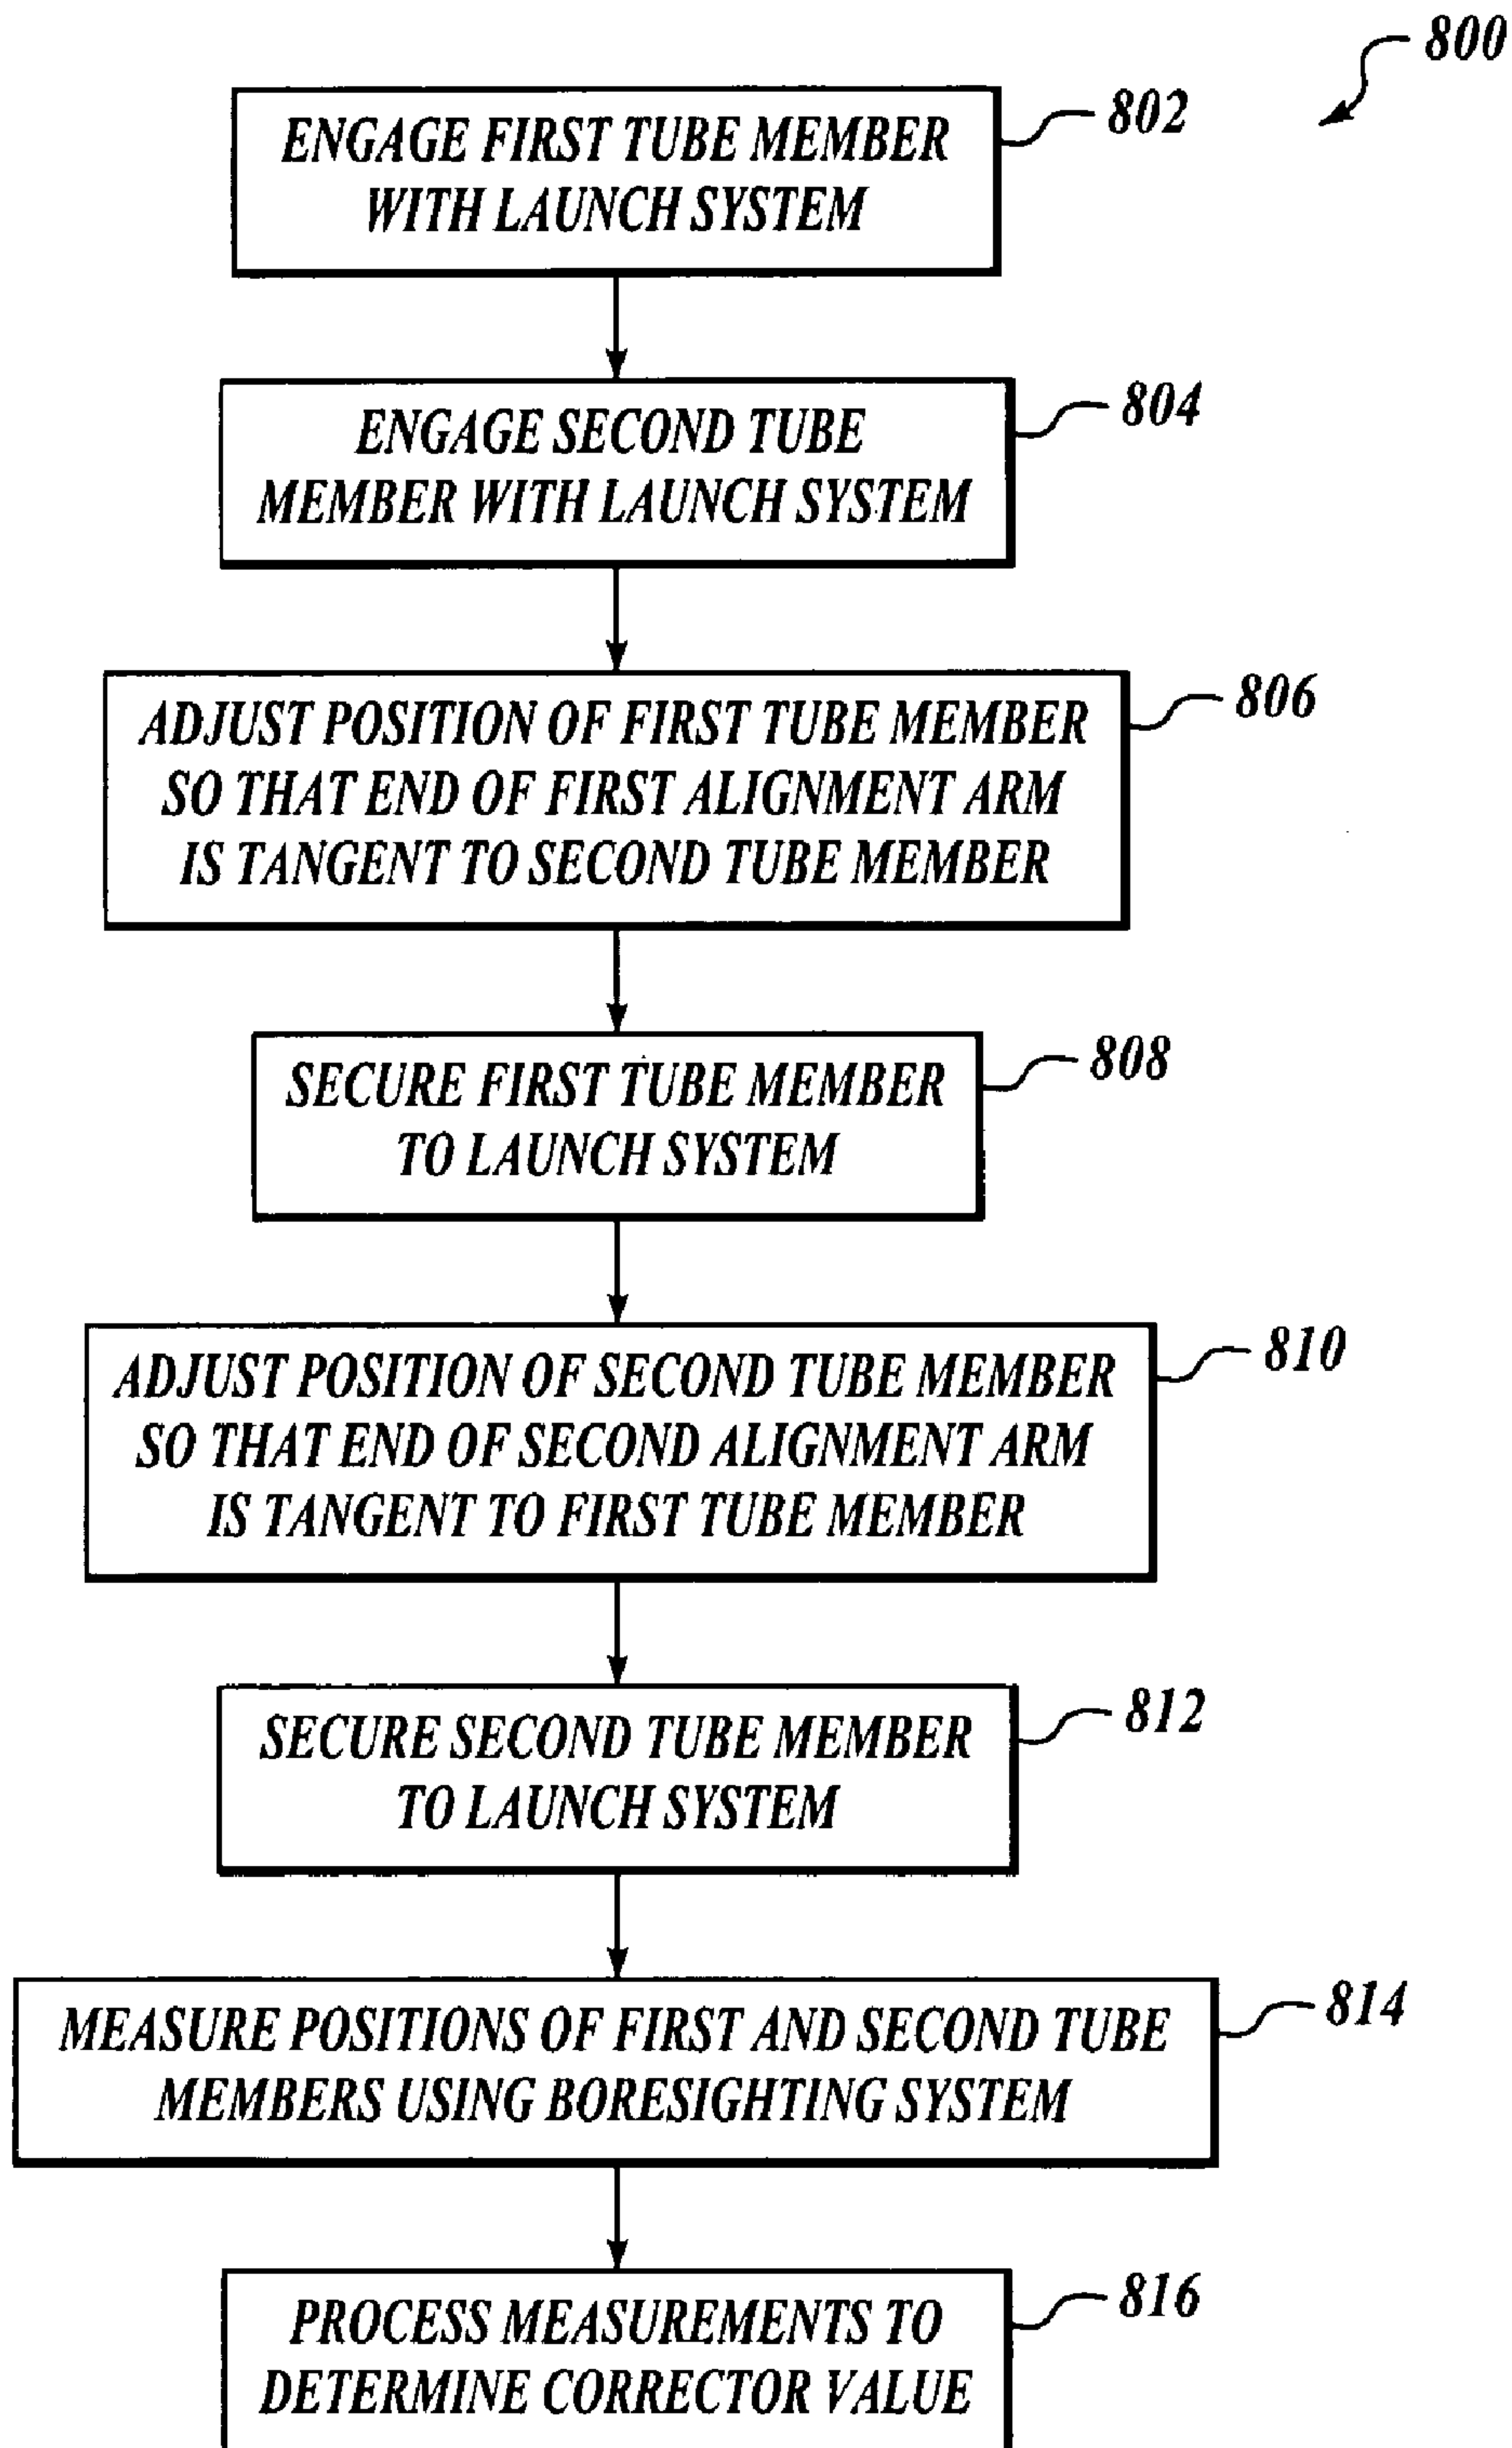 800
ENGAGE FIRST TUBE MEMBER
WITH LAUNCH SYSTEM
802
ENGAGE SECOND TUBE
MEMBER WITH LAUNCH SYSTEM
804
ADJUST POSITION OF FIRST TUBE MEMBER
SO THAT END OF FIRST ALIGNMENT ARM
IS TANGENT TO SECOND TUBE MEMBER
806
SECURE FIRST TUBE MEMBER
TO LAUNCH SYSTEM
808
ADJUST POSITION OF SECOND TUBE MEMBER
SO THAT END OF SECOND ALIGNMENT ARM
IS TANGENT TO FIRST TUBE MEMBER
810
SECURE SECOND TUBE MEMBER
TO LAUNCH SYSTEM
812
MEASURE POSITIONS OF FIRST AND SECOND TUBE
MEMBERS USING BORESIGHTING SYSTEM
814
PROCESS MEASUREMENTS TO
DETERMINE CORRECTOR VALUE
816